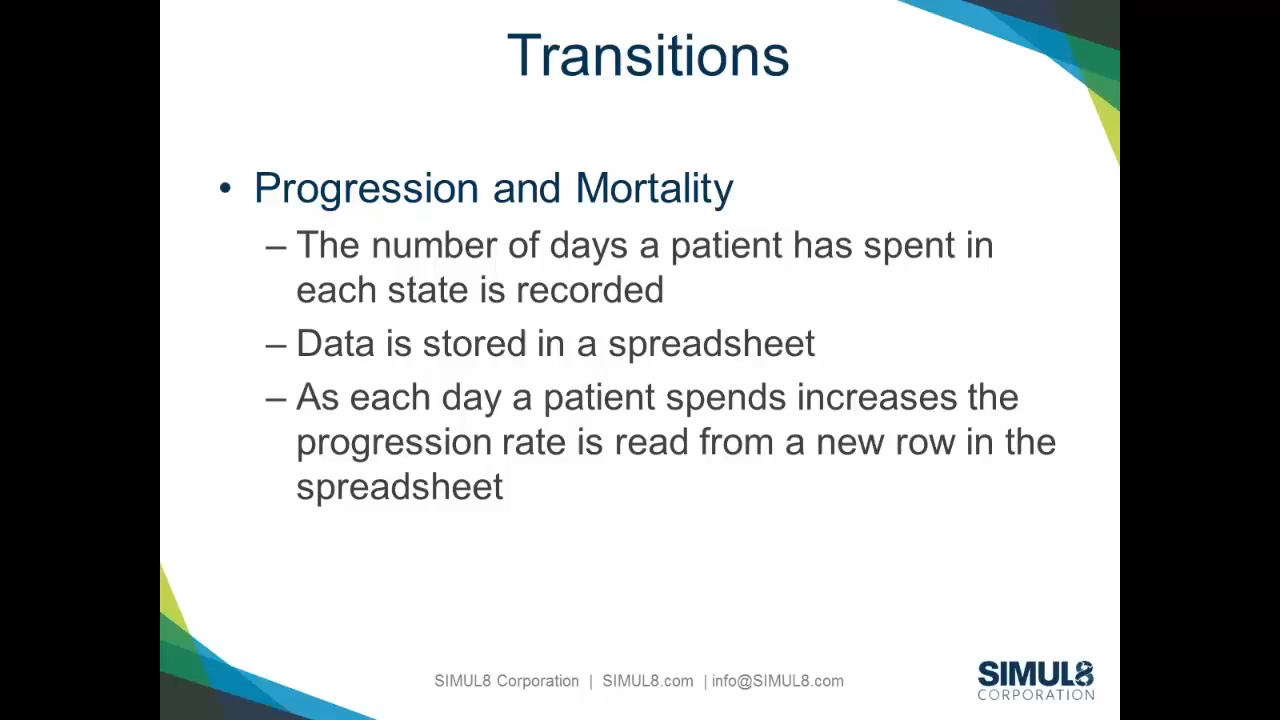 Transitions
• Progression and Mortality
– The number of days a patient has spent in
each state is recorded
– Data is stored in a spreadsheet
– As each day a patient spends increases the
progression rate is read from a new row in the
spreadsheet
SIMUL8 Corporation | SIMUL8.com | info@SIMUL8.com
SIMUL8
CORPORATION